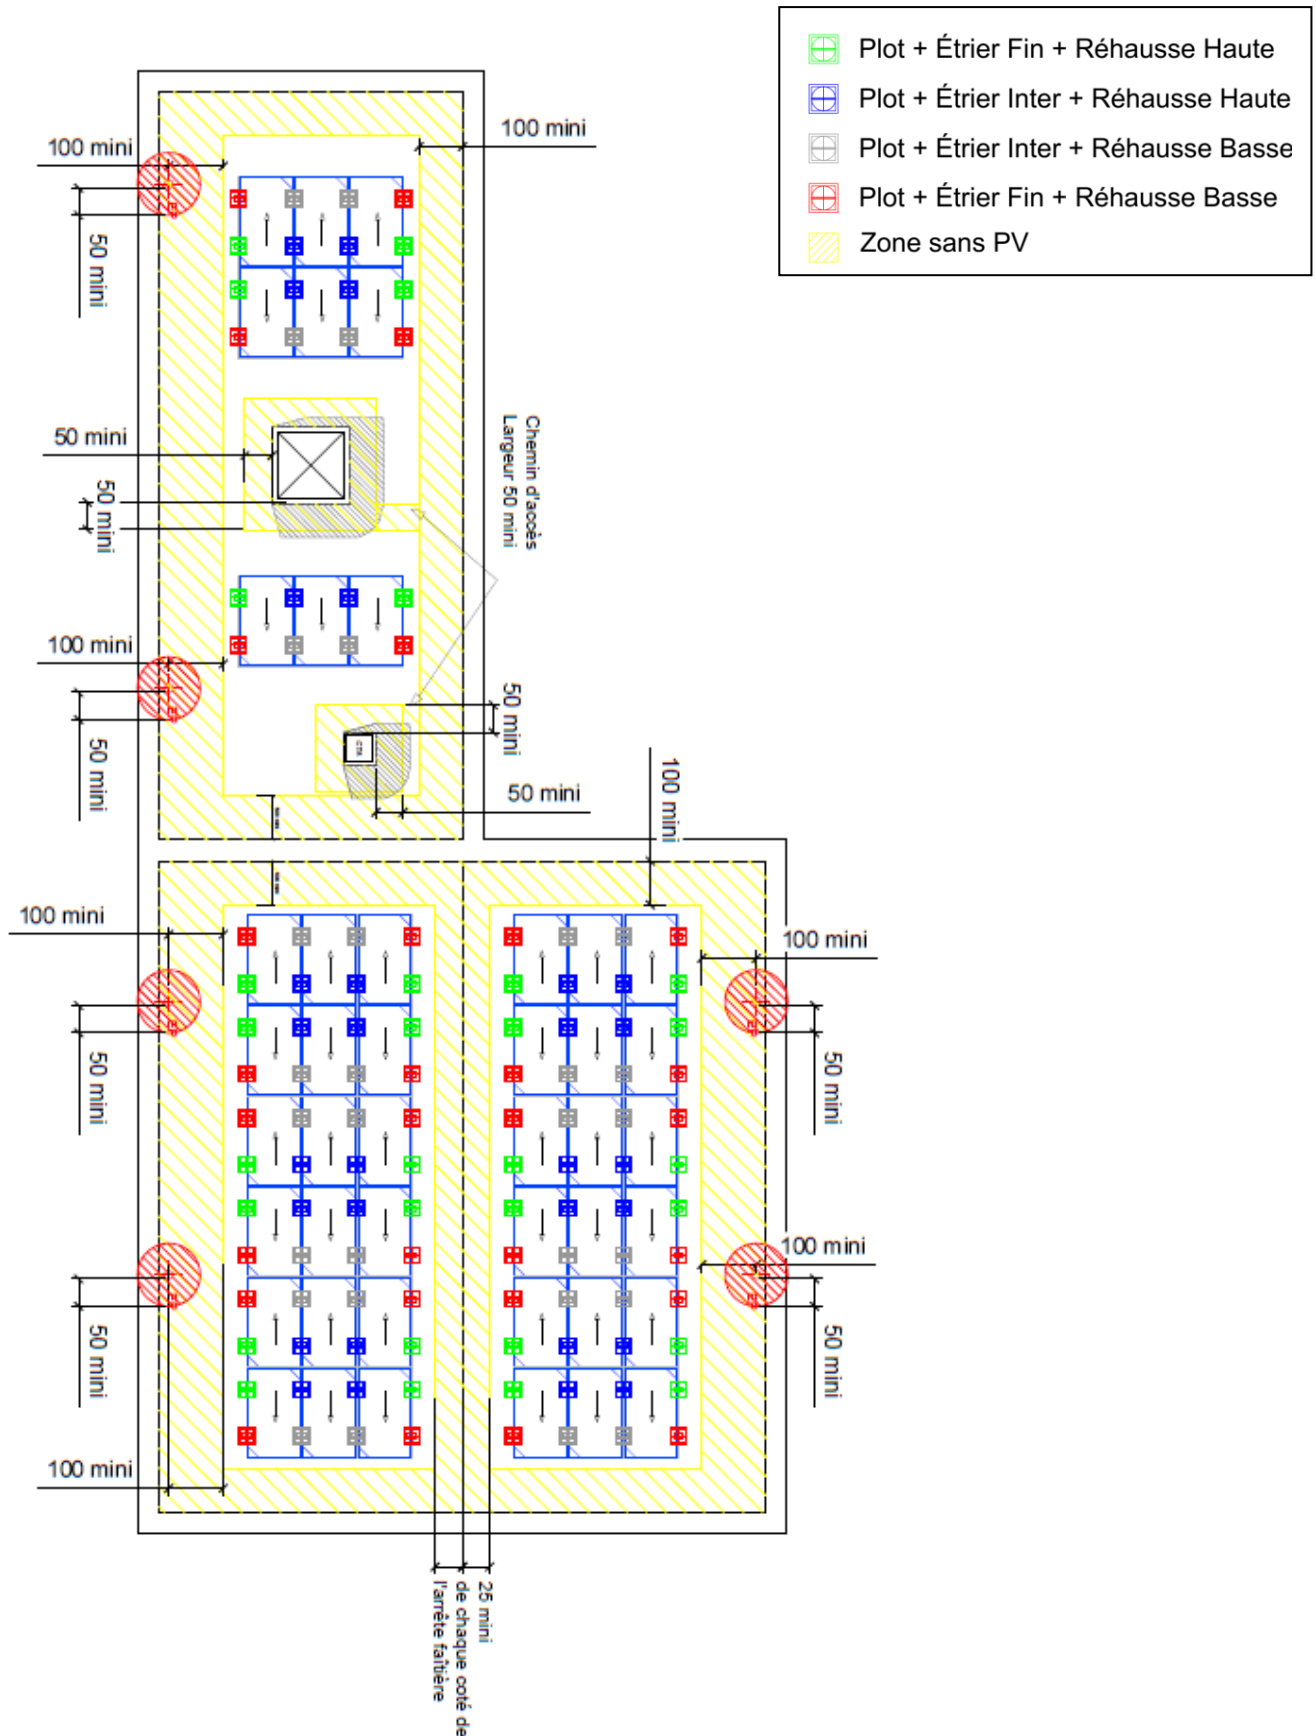 Plot + Étrier Fin + Réhausse Haute
Plot + Étrier Inter + Réhausse Haute
Plot + Étrier Inter + Réhausse Basse
Plot + Étrier Fin + Réhausse Basse
Zone sans PV
100 mini
100 mini
50 mini
50 mini
50 mini
Chemin d'accès
Largeur 50 mini
100 mini
50 mini
50 mini
50 mini
100 mini
100 mini
100 mini
50 mini
50 mini
100 mini
50 mini
50 mini
100 mini
25 mini
de chaque coté de
l'arrête faîtière